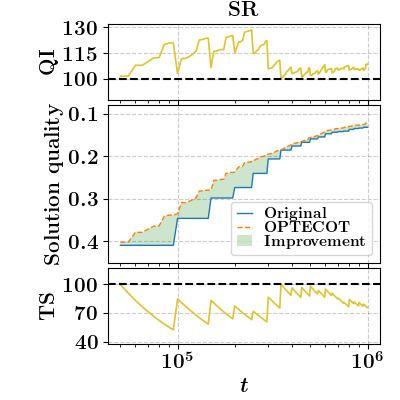 SR
130
115
100
QI
0.1
0.2
0.3
0.4
Solution quality
Original
OPTECOT
Improvement
100
70
40
TS
10^5
10^6
t